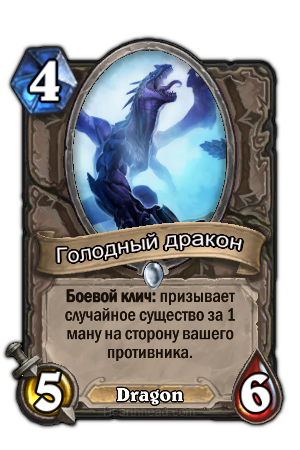 4
Голодный дракон
Боевой клич: призывает
случайное существо за 1
ману на сторону вашего
противника.
5
Dragon
6